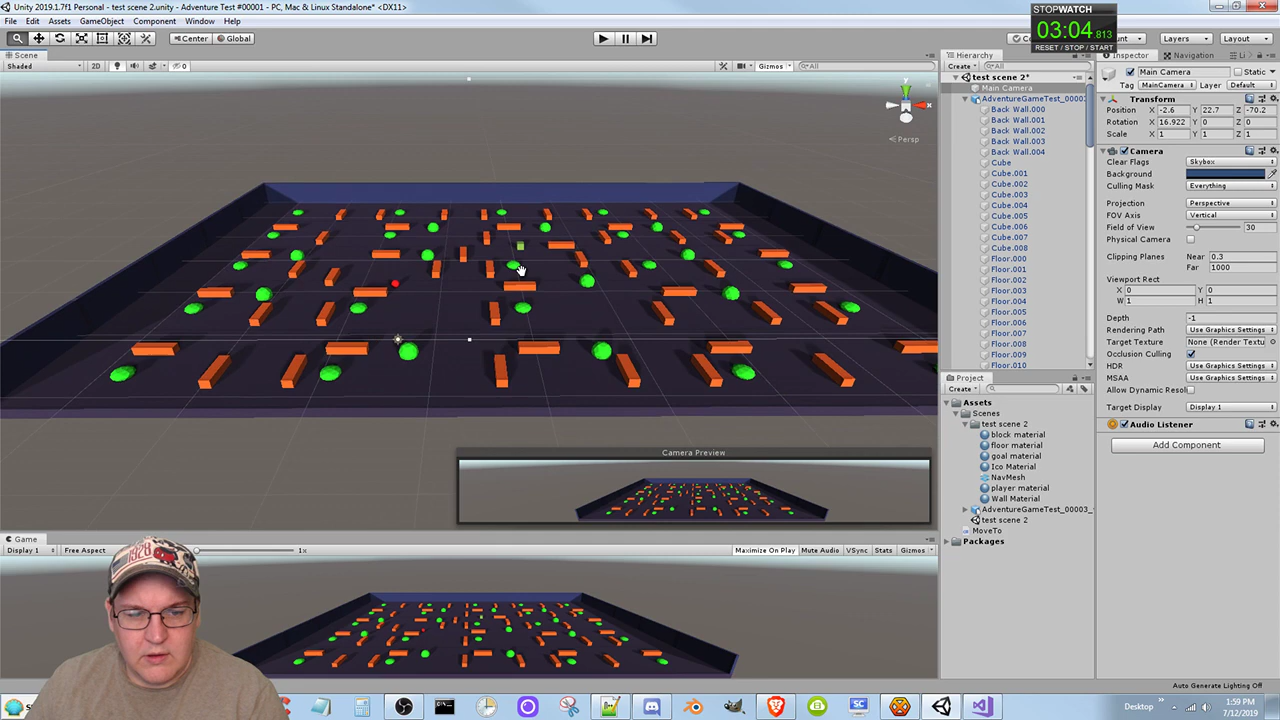 Unity 2019.1.7f1 Personal - test scene 2.unity - Adventure Test #00001 - PC, Mac & Linux Standalone* <DX11>
STOPWATCH
03:04.813
RESET / STOP / START
File Edit Assets GameObject Component Window Help
Center Global
Layers Layout
Scene
Shaded 2D 0 Gizmos All
y
x
Persp
Camera Preview
Game
Display 1 Free Aspect 1x Maximize On Play Mute Audio VSync Stats Gizmos
Hierarchy
Create All
test scene 2*
Main Camera
AdventureGameTest_0000
Back Wall.000
Back Wall.001
Back Wall.002
Back Wall.003
Back Wall.004
Cube
Cube.001
Cube.002
Cube.003
Cube.004
Cube.005
Cube.006
Cube.007
Cube.008
Floor.000
Floor.001
Floor.002
Floor.003
Floor.004
Floor.005
Floor.006
Floor.007
Floor.008
Floor.009
Floor.010
Project
Create
Assets
Scenes
test scene 2
block material
floor material
goal material
Ico Material
NavMesh
player material
Wall Material
AdventureGameTest_00003_
test scene 2
MoveTo
Packages
Inspector Navigation Li
Main Camera Static
Tag MainCamera Layer Default
Transform
Position X -2.6 Y 22.7 Z -70.2
Rotation X 16.922 Y 0 Z 0
Scale X 1 Y 1 Z 1
Camera
Clear Flags Skybox
Background
Culling Mask Everything
Projection Perspective
FOV Axis Vertical
Field of View 30
Physical Camera
Clipping Planes Near 0.3
Far 1000
Viewport Rect
X 0 Y 0
W 1 H 1
Depth -1
Rendering Path Use Graphics Settings
Target Texture None (Render Textu
Occlusion Culling
HDR Use Graphics Settings
MSAA Use Graphics Settings
Allow Dynamic Resol
Target Display Display 1
Audio Listener
Add Component
Auto Generate Lighting Off
Desktop
1:59 PM
7/12/2019